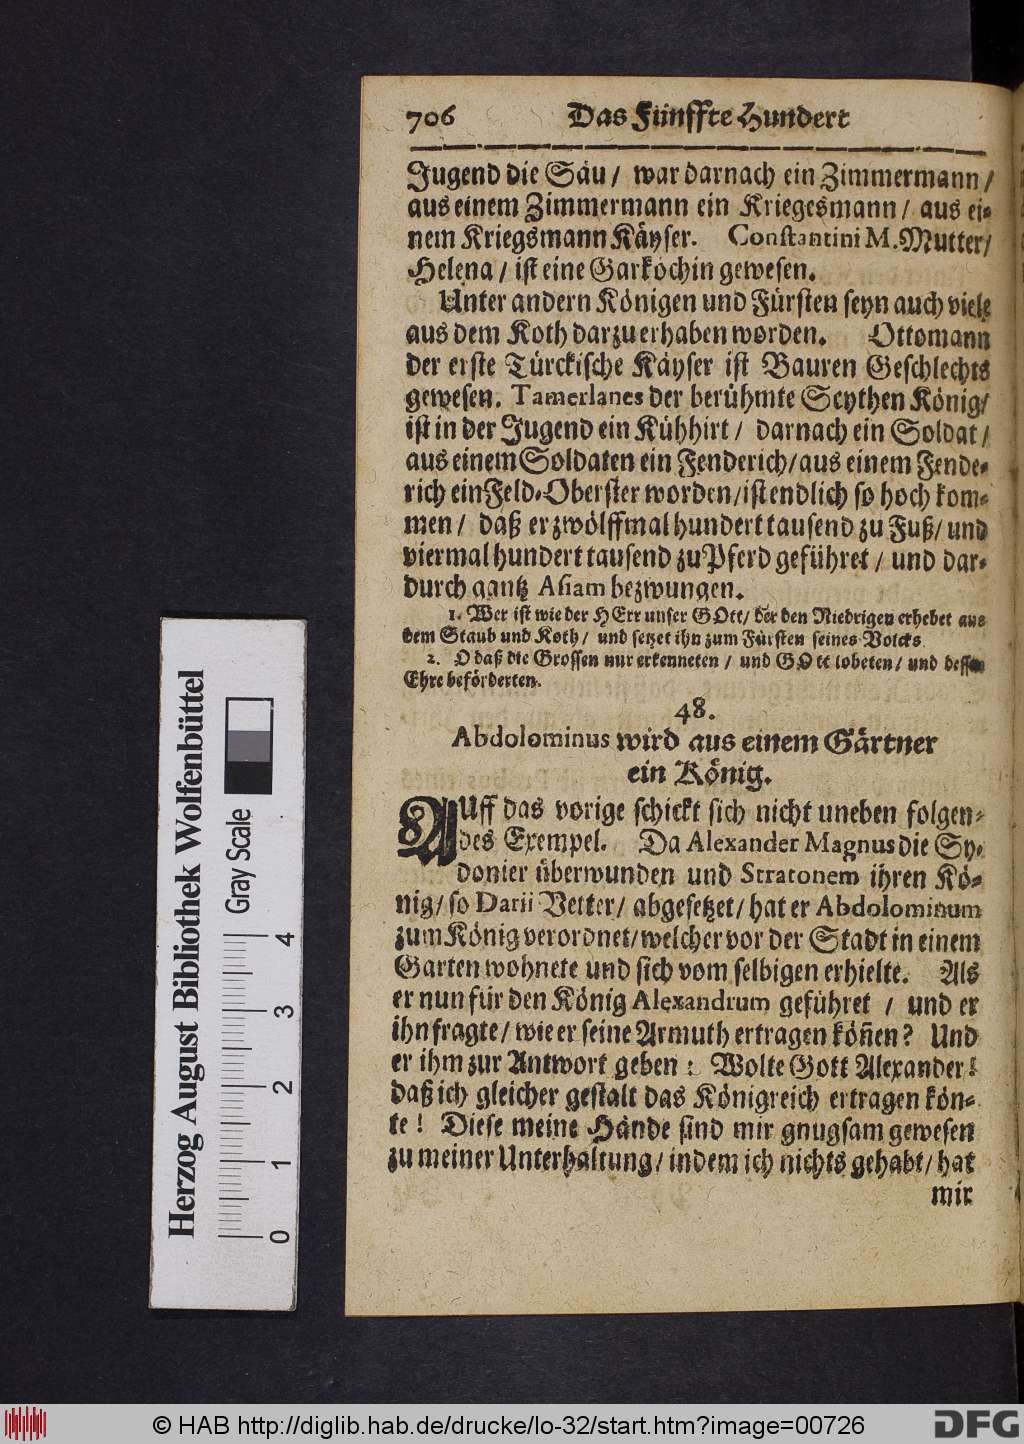 706 Das Fünffte Hundert
Jugend die Säu / war darnach ein Zimmermann /
aus einem Zimmermann ein Kriegesmann / aus ei-
nem Kriegsmann Käyser. Constantini M. Mutter /
Helena / ist eine Garköchin gewesen.
Unter andern Königen und Fürsten seyn auch viele
aus dem Koth darzu erhaben worden. Ottomann
der erste Türckische Käyser ist Bauren Geschlechts
gewesen. Tamerlanes der berühmte Scythen König /
ist in der Jugend ein Kühhirt / darnach ein Soldat /
aus einem Soldaten ein Fenderich / aus einem Fende-
rich ein Feld-Oberster worden / ist endlich so hoch kom-
men / daß er zwölffmal hundert tausend zu Fuß / und
viermal hundert tausend zu Pferd geführet / und dar-
durch gantz Asiam bezwungen.
1. Wer ist wie der HErr unser GOtt / der den Niedrigen erhebet aus
dem Staub und Koth / und setzet ihn zum Fürsten seines Volcks.
2. O daß die Grossen nur erkenneten / und GOtt lobeten / und dessen
Ehre beförderten.
48.
Abdolominus wird aus einem Gärtner
ein König.
AUff das vorige schickt sich nicht uneben folgen-
des Exempel. Da Alexander Magnus die Sy-
donier überwunden und Stratonem ihren Kö-
nig / so Darii Vetter / abgesetzet / hat er Abdolominum
zum König verordnet / welcher vor der Stadt in einem
Garten wohnete und sich vom selbigen erhielte. Als
er nun für den König Alexandrum geführet / und er
ihn fragte / wie er seine Armuth ertragen köñen? Und
er ihm zur Antwort geben: Wolte Gott Alexander!
daß ich gleicher gestalt das Königreich ertragen kön-
te! Diese meine Hände sind mir gnugsam gewesen
zu meiner Unterhaltung / indem ich nichts gehabt / hat
mir
Herzog August Bibliothek Wolfenbüttel
Gray Scale
0 1 2 3 4
© HAB http://diglib.hab.de/drucke/lo-32/start.htm?image=00726
DFG